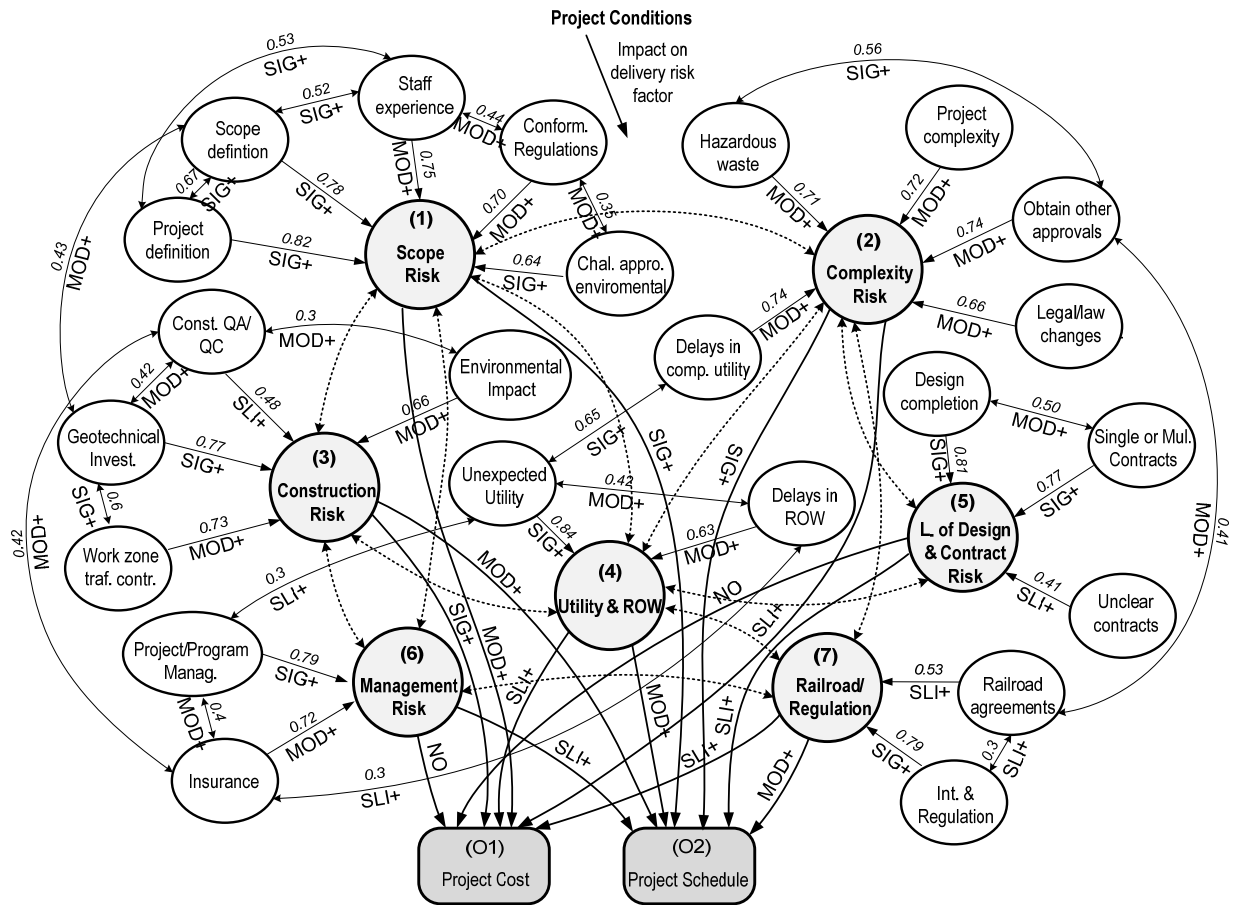 Project Conditions
Impact on
delivery risk
factor
0.53
SIG+
Staff
experience
0.52
SIG+
0.44
MOD+
Conform.
Regulations
Scope
defintion
0.75
MOD+
0.67
SIG+
0.78
SIG+
0.70
MOD+
0.35
MOD+
Project
definition
0.82
SIG+
(1)
Scope
Risk
0.64
SIG+
Chal. appro.
enviromental
0.56
SIG+
Hazardous
waste
Project
complexity
0.71
MOD+
0.72
MOD+
Obtain other
approvals
0.74
MOD+
(2)
Complexity
Risk
0.66
MOD+
Legal/law
changes
0.74
MOD+
Delays in
comp. utility
0.43
MOD+
Const. QA/
QC
0.3
MOD+
Environmental
Impact
0.42
MOD+
0.48
SLI+
0.66
MOD+
Geotechnical
Invest.
0.77
SIG+
(3)
Construction
Risk
0.6
SIG+
0.73
MOD+
Work zone
traf. contr.
0.42
MOD+
0.65
SIG+
Unexpected
Utility
0.42
MOD+
Delays in
ROW
0.84
SIG+
0.63
MOD+
(4)
Utility & ROW
SIG+
SIG+
Design
completion
0.50
MOD+
Single or Mul.
Contracts
0.81
SIG+
0.77
SIG+
(5)
L. of Design
& Contract
Risk
0.41
SLI+
Unclear
contracts
0.41
MOD+
0.3
SLI+
Project/Program
Manag.
0.79
SIG+
(6)
Management
Risk
0.4
MOD+
0.72
MOD+
Insurance
0.3
SLI+
MOD+
SIG+
MOD+
SLI+
MOD+
NO
SLI+
SLI+
SLI+
NO
SLI+
MOD+
(7)
Railroad/
Regulation
0.53
SLI+
Railroad
agreements
0.79
SIG+
0.3
SLI+
Int. &
Regulation
(O1)
Project Cost
(O2)
Project Schedule